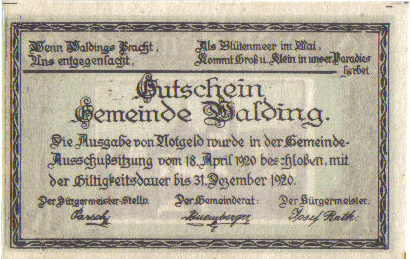 Wenn Waldings Pracht,
Uns entgegenlacht,
Als Blütenmeer im Mai,
Kommt Groß u. Klein in unser Paradies
herbei
Gutschein
Gemeinde Walding.
Die Ausgabe von Notgeld wurde in der Gemeinde-
Ausschußsitzung vom 18. April 1920 beschloßen, mit
der Giltigkeitsdauer bis 31. Dezember 1920.
Der Bürgermeister-Stellv. Der Gemeinderat: Der Bürgermeister:
Josef Rath.